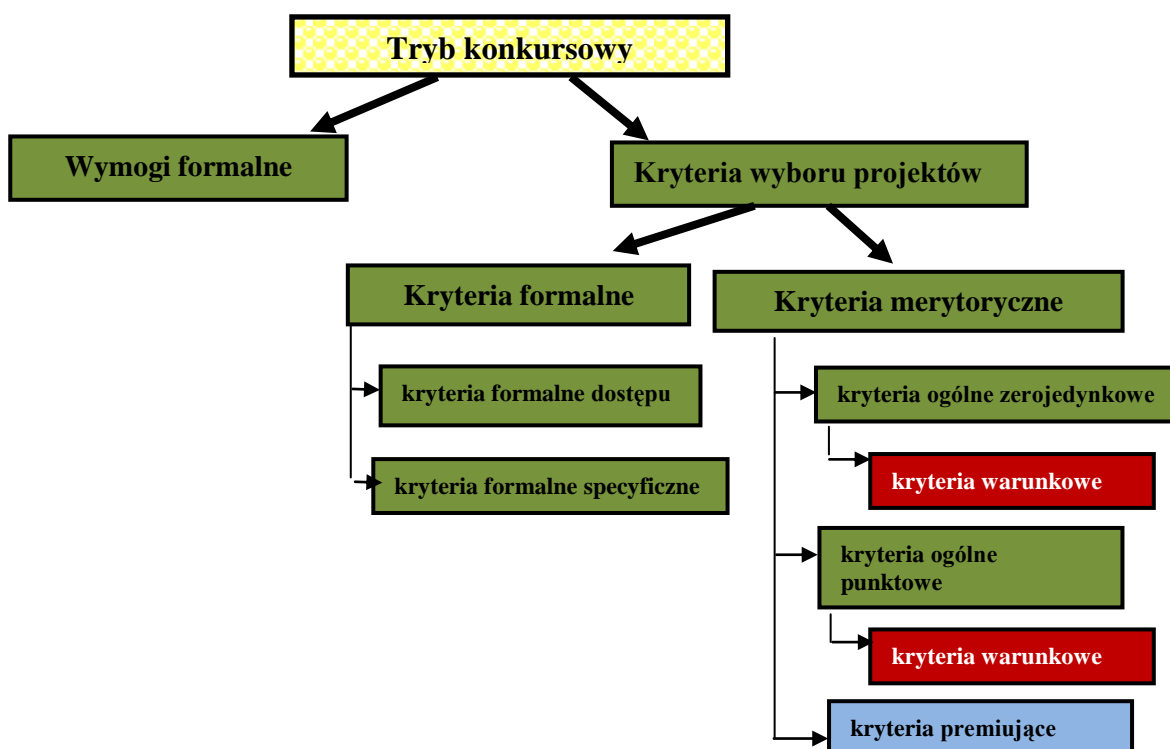 Tryb konkursowy
Wymogi formalne
Kryteria wyboru projektów
Kryteria formalne
Kryteria merytoryczne
kryteria formalne dostępu
kryteria ogólne zerojedynkowe
kryteria formalne specyficzne
kryteria warunkowe
kryteria ogólne
punktowe
kryteria warunkowe
kryteria premiujące